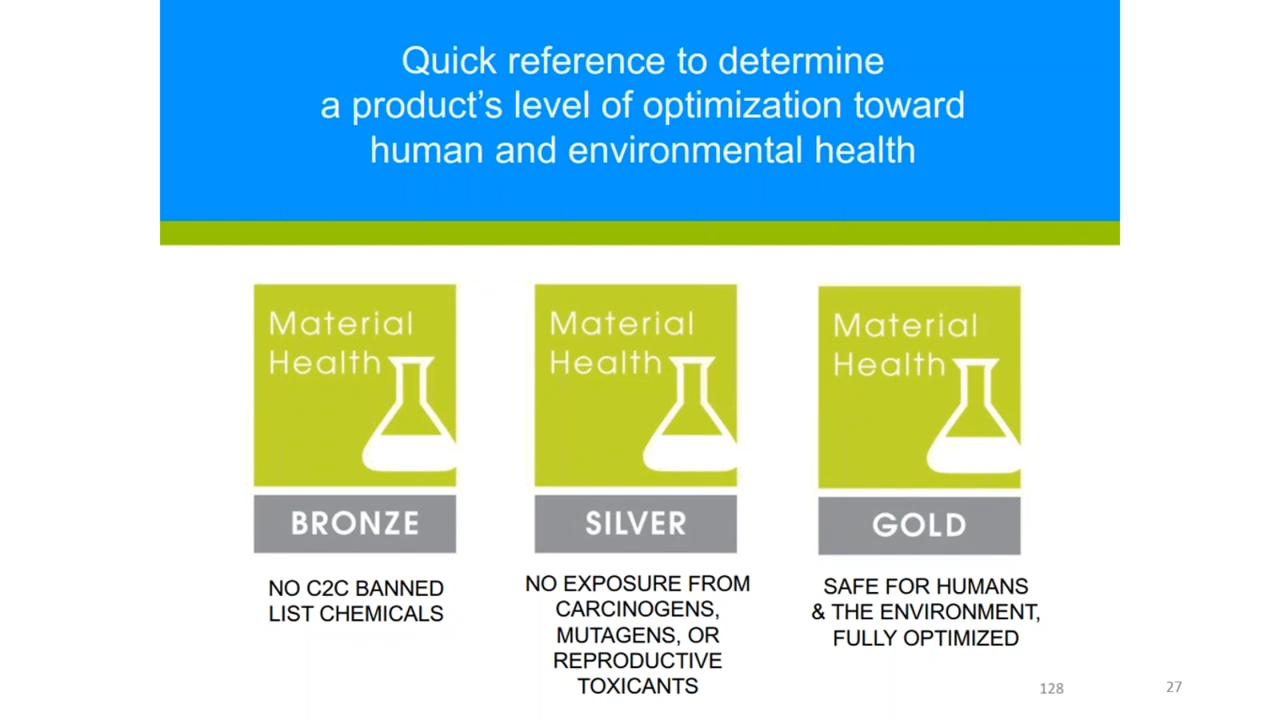 Quick reference to determine
a product’s level of optimization toward
human and environmental health
Material
Health
BRONZE
NO C2C BANNED
LIST CHEMICALS
Material
Health
SILVER
NO EXPOSURE FROM
CARCINOGENS,
MUTAGENS, OR
REPRODUCTIVE
TOXICANTS
Material
Health
GOLD
SAFE FOR HUMANS
& THE ENVIRONMENT,
FULLY OPTIMIZED
128
27